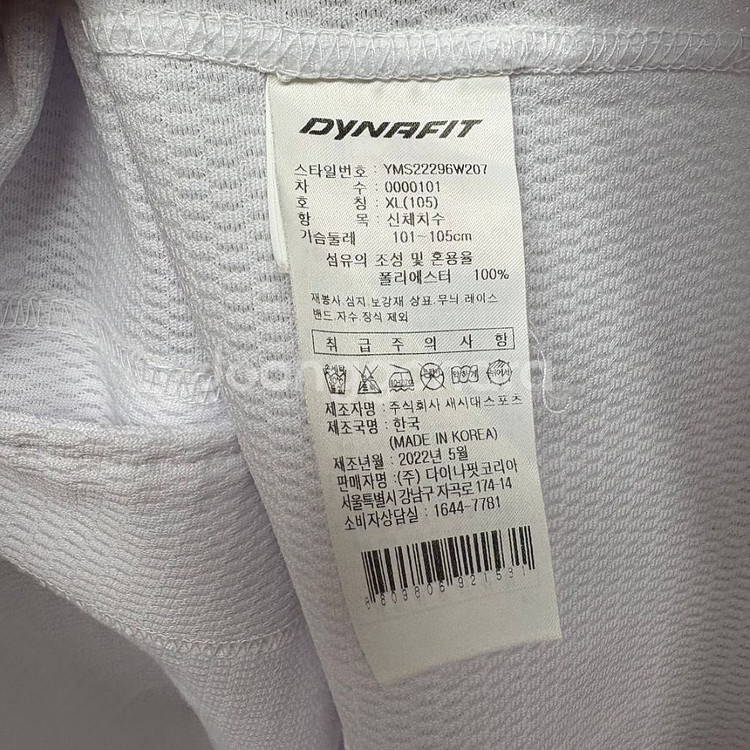 DYNAFIT
스타일번호 : YMS22296W207
차 수 : 0000101
호 칭 : XL(105)
항 목 : 신체치수
가슴둘레 101~105cm
섬유의 조성 및 혼용율
폴리에스터 100%
재봉사.심지.보강재 상표.무늬 레이스
밴드.자수.장식 제외
취급주의사항
제조자명 : 주식회사 새시대스포츠
제조국명 : 한국
(MADE IN KOREA)
제조년월 : 2022년 5월
판매자명 : (주) 다이나핏코리아
서울특별시 강남구 자곡로 174-14
소비자상담실 : 1644-7781
8809806921531